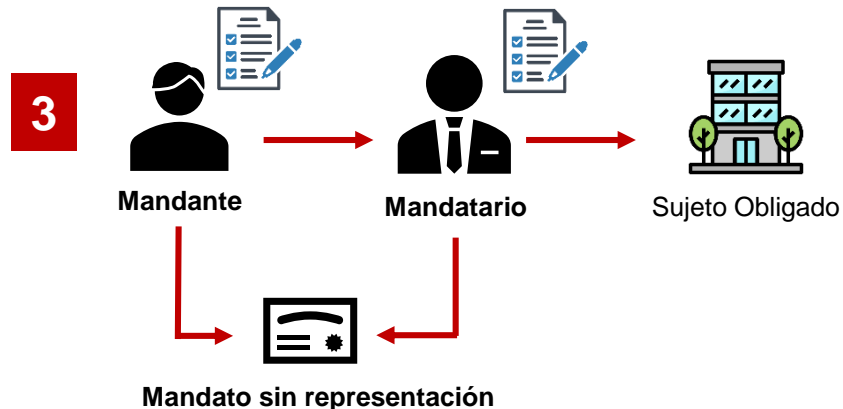 3
Mandante
Mandatario
Sujeto Obligado
Mandato sin representación